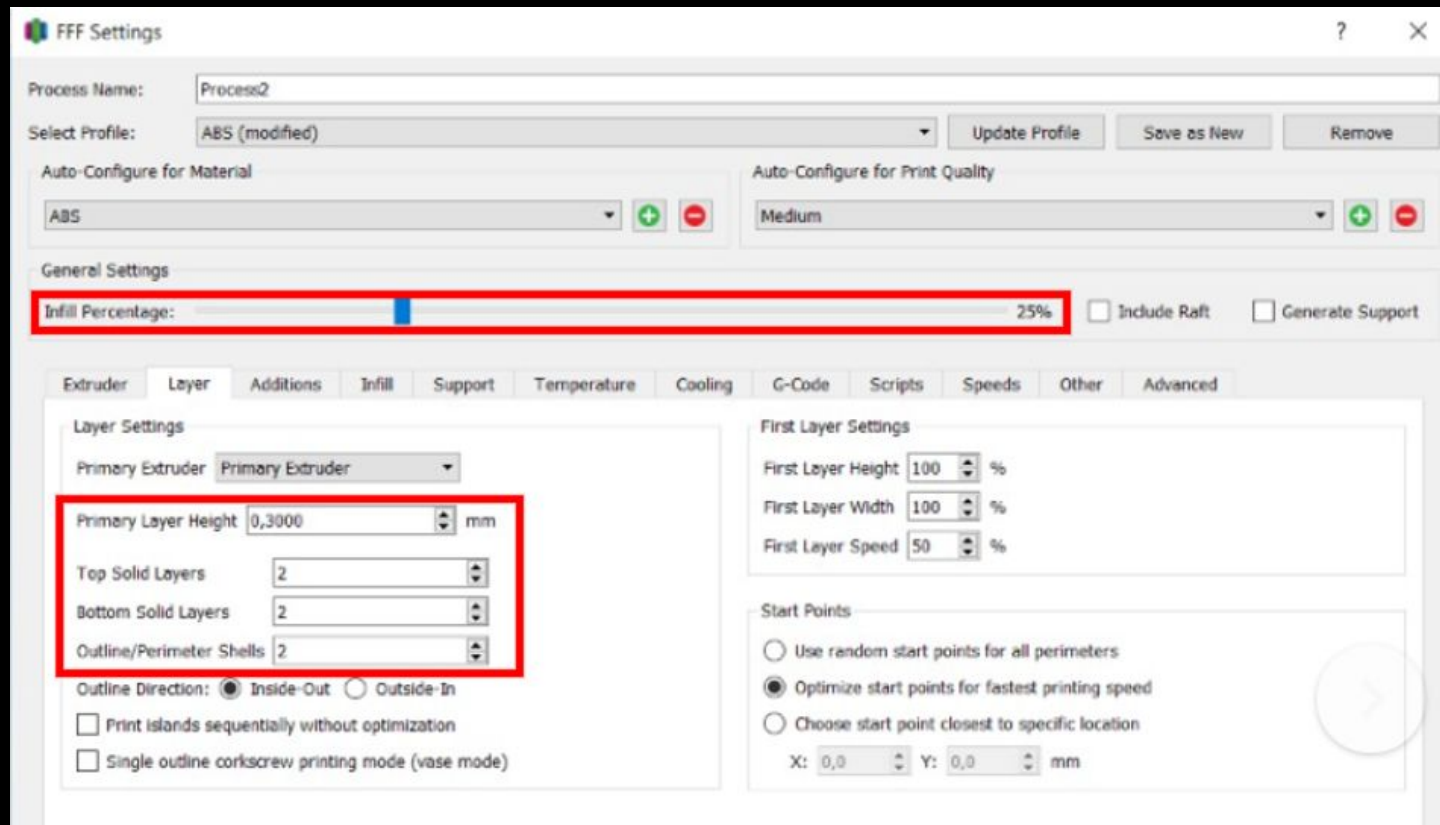 FFF Settings ?
Process Name: Process2
Select Profile: ABS (modified) Update Profile Save as New Remove
Auto-Configure for Material Auto-Configure for Print Quality
ABS Medium
General Settings
Infill Percentage: 25% Include Raft Generate Support
Extruder Layer Additions Infill Support Temperature Cooling G-Code Scripts Speeds Other Advanced
Layer Settings
Primary Extruder Primary Extruder
Primary Layer Height 0,3000 mm
Top Solid Layers 2
Bottom Solid Layers 2
Outline/Perimeter Shells 2
Outline Direction: Inside-Out Outside-In
Print islands sequentially without optimization
Single outline corkscrew printing mode (vase mode)
First Layer Settings
First Layer Height 100 %
First Layer Width 100 %
First Layer Speed 50 %
Start Points
Use random start points for all perimeters
Optimize start points for fastest printing speed
Choose start point closest to specific location
X: 0,0 Y: 0,0 mm